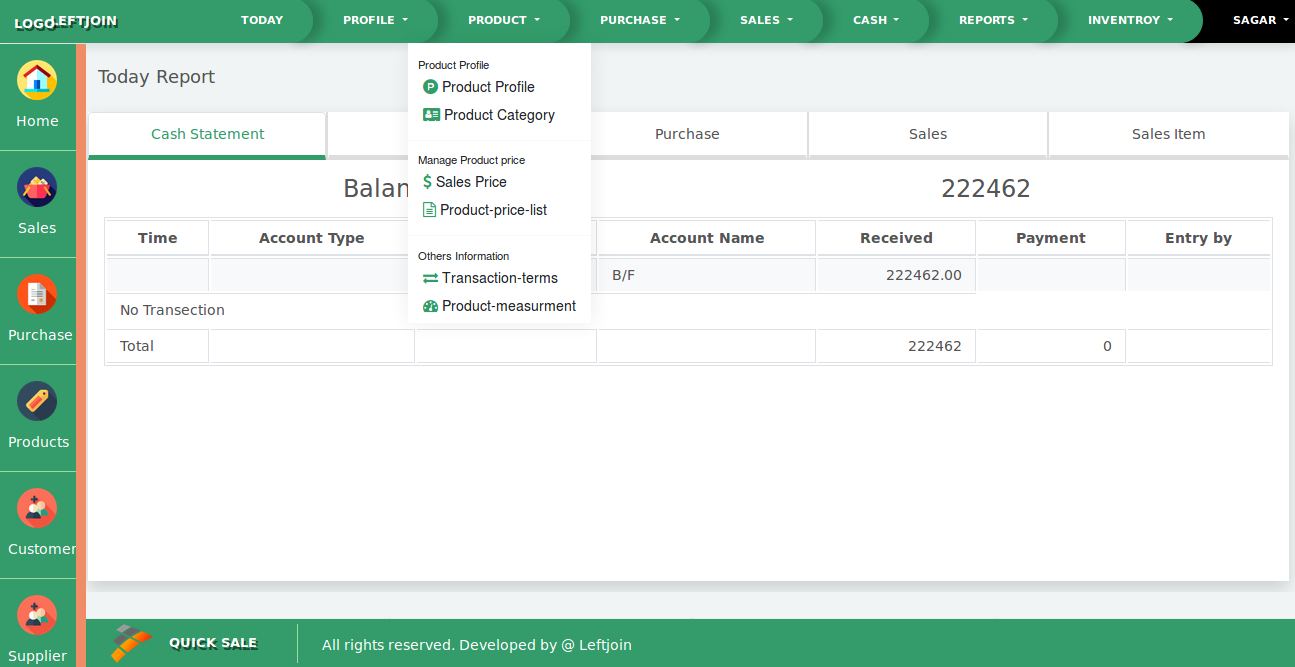 LOGO LEFTJOIN
TODAY
PROFILE
PRODUCT
PURCHASE
SALES
CASH
REPORTS
INVENTROY
SAGAR
Home
Sales
Purchase
Products
Customer
Supplier
Today Report
Cash Statement
Purchase
Sales
Sales Item
Product Profile
P Product Profile
Product Category
Manage Product price
$ Sales Price
Product-price-list
Others Information
Transaction-terms
Product-measurment
Balan
222462
Time Account Type Account Name Received Payment Entry by
B/F 222462.00
No Transection
Total 222462 0
QUICK SALE
All rights reserved. Developed by @ Leftjoin